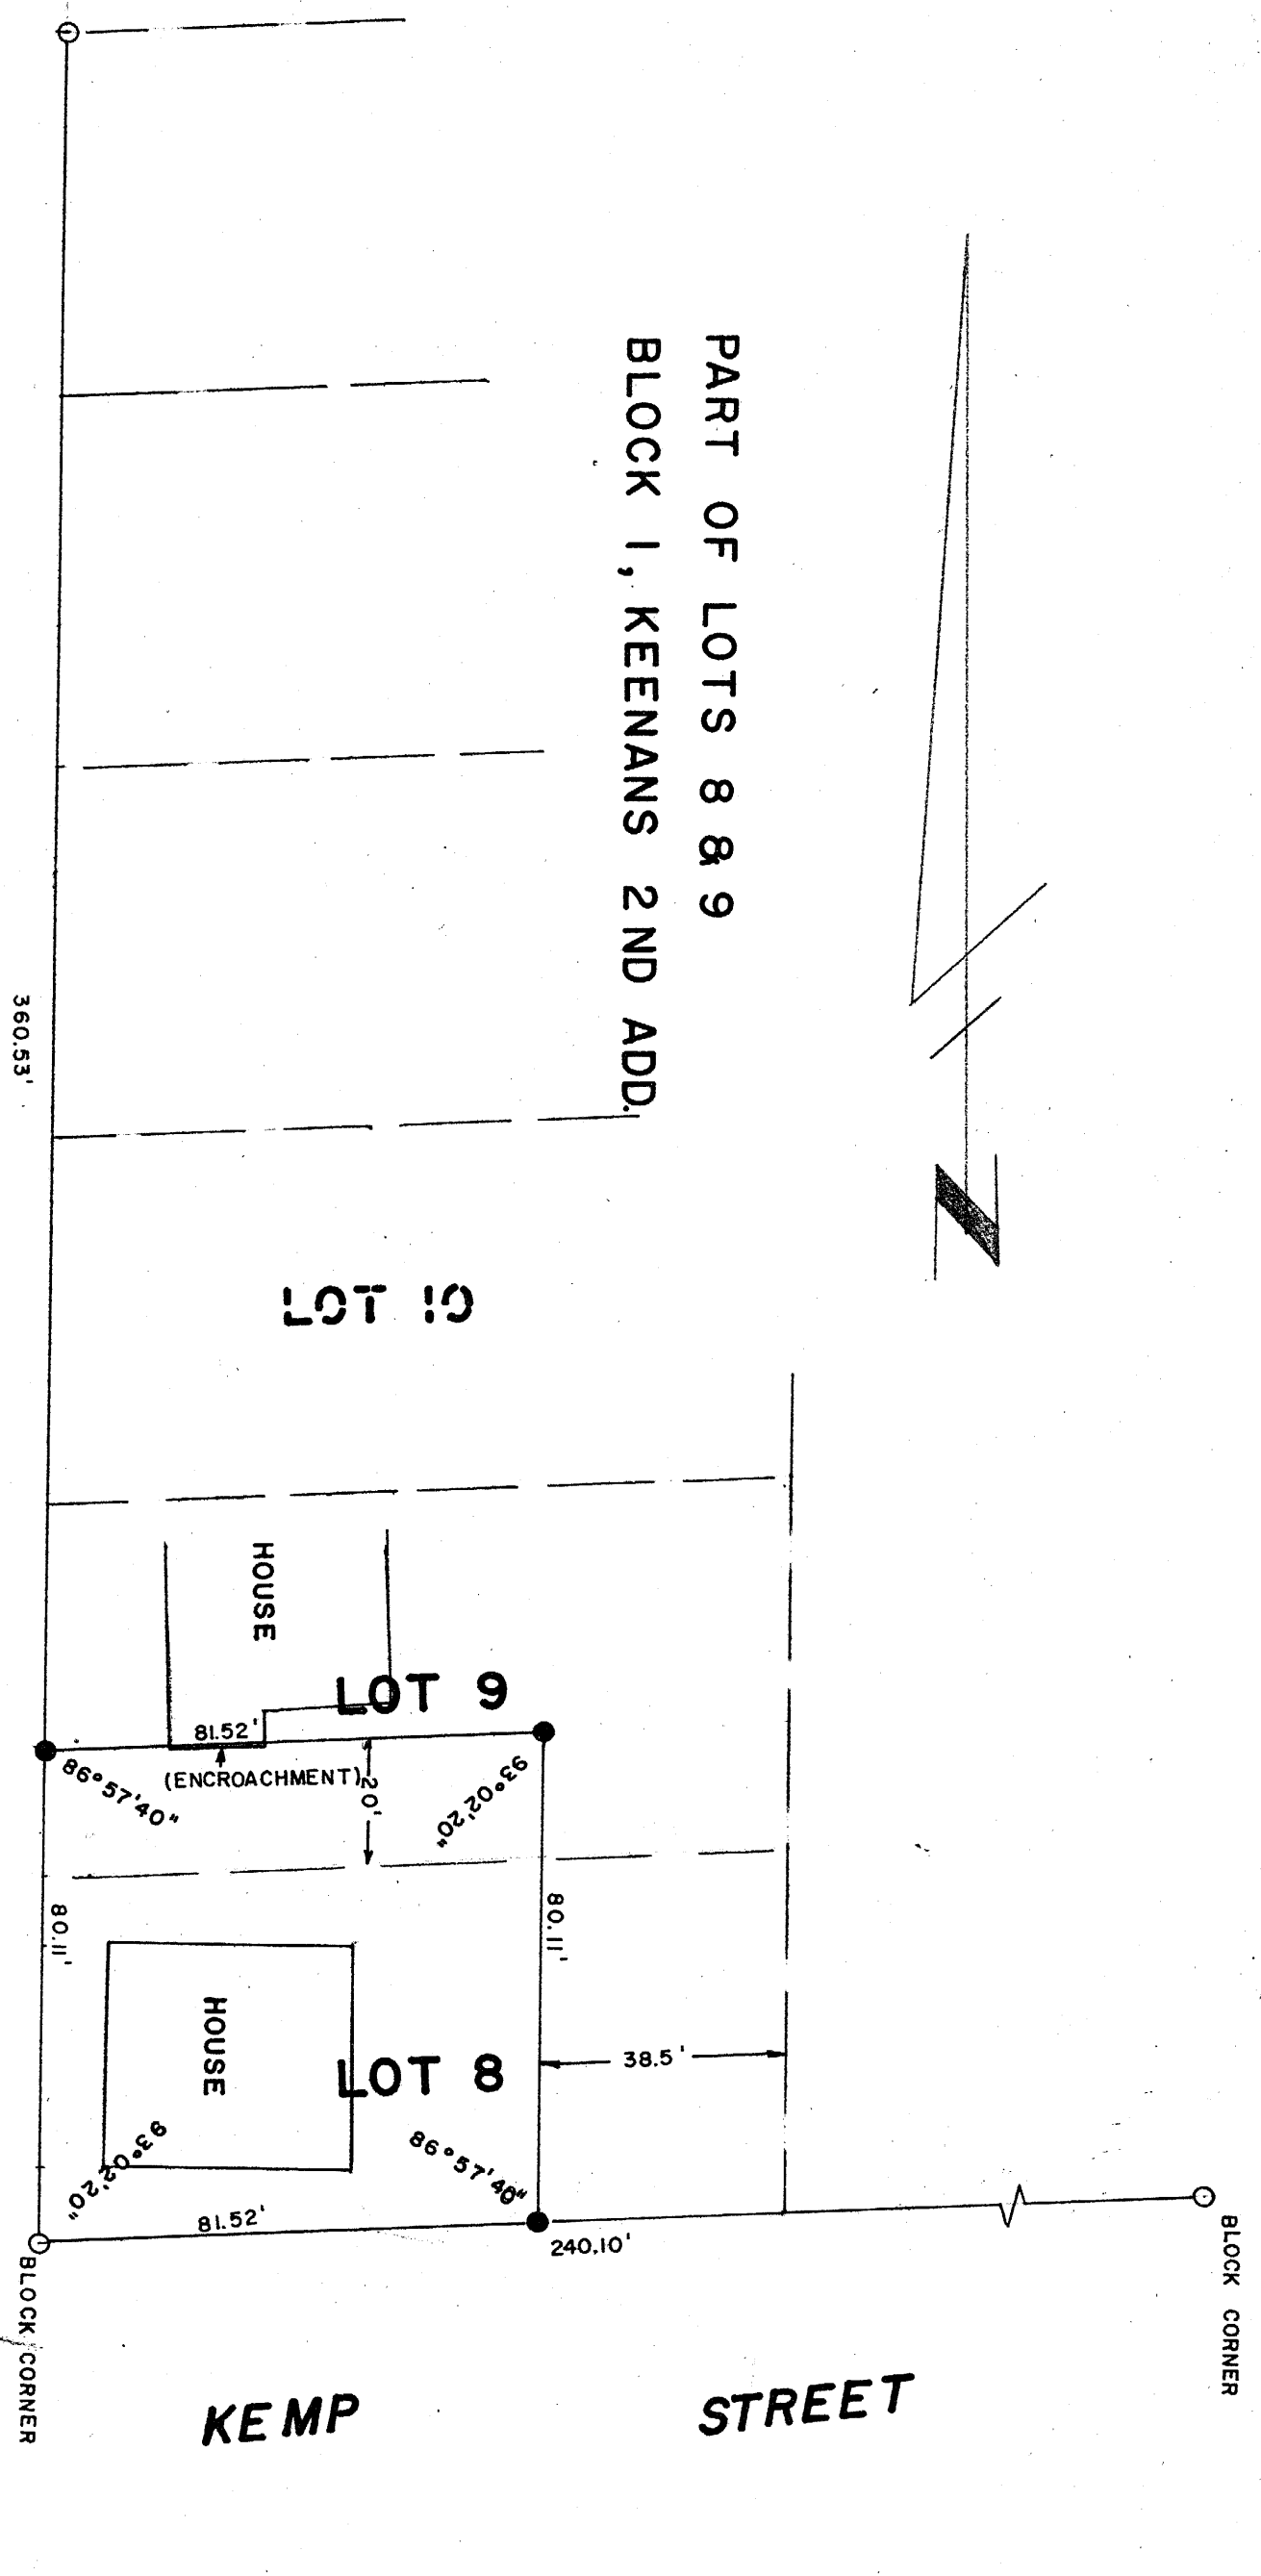 PART OF LOTS 8 & 9
BLOCK 1, KEENANS 2ND ADD.
N
360.53'
LOT 10
HOUSE
LOT 9
81.52'
(ENCROACHMENT)
20'
86°57'40"
93°02'20"
80.11'
80.11'
HOUSE
LOT 8
38.5'
93°02'20"
86°57'40"
81.52'
240.10'
BLOCK CORNER
BLOCK CORNER
KEMP STREET